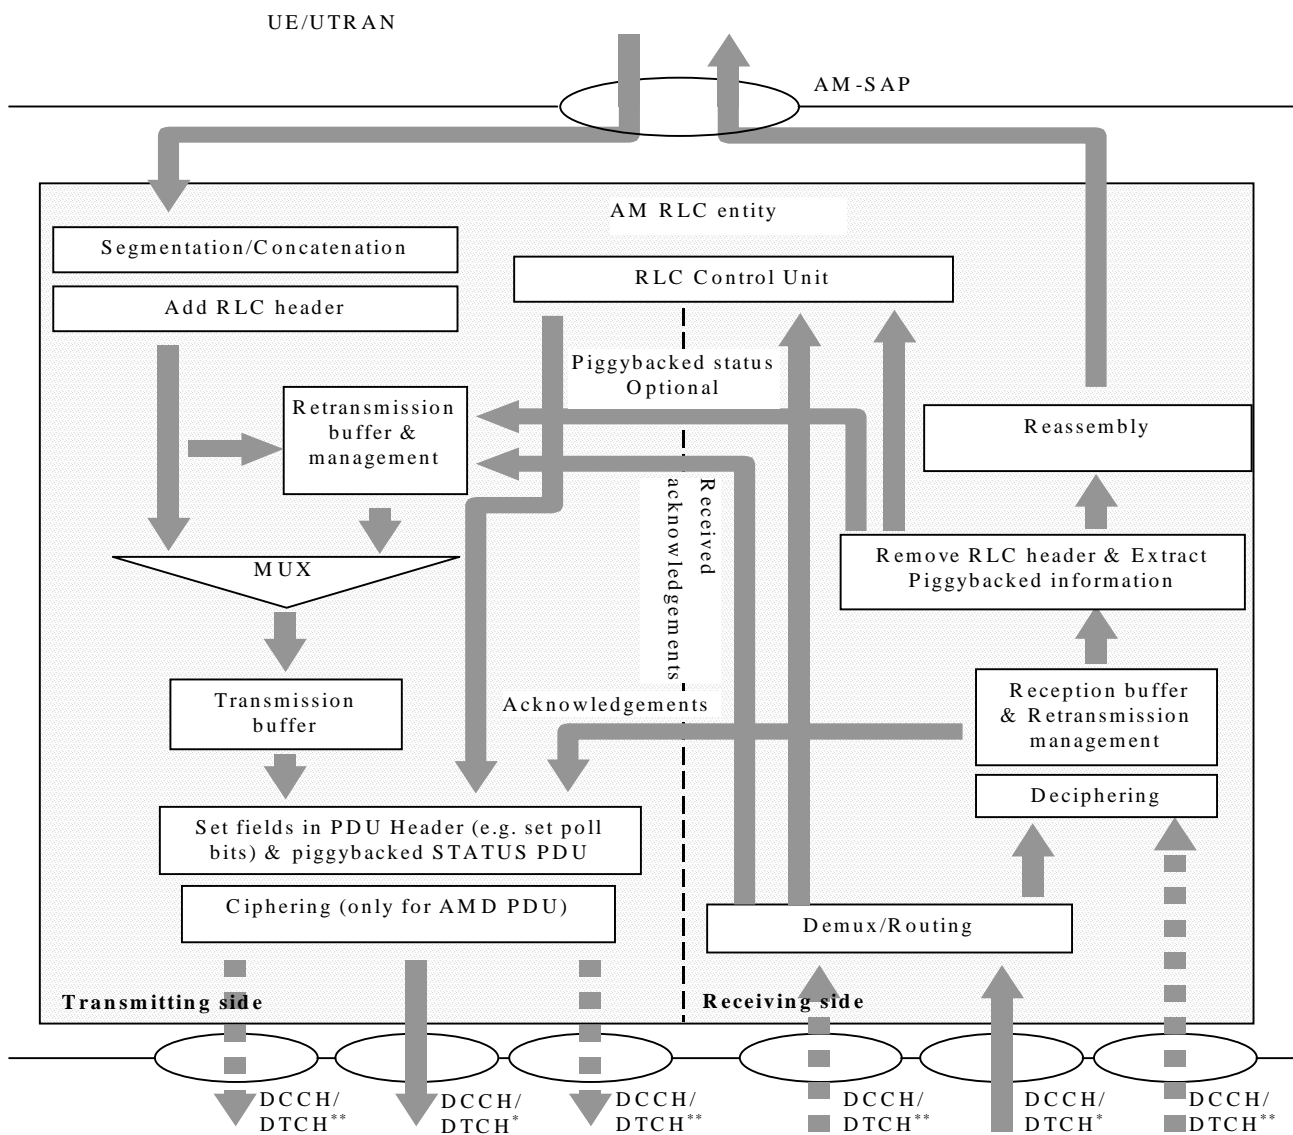 UE/UTRAN
AM-SAP
AM RLC entity
Segmentation/Concatenation
RLC Control Unit
Add RLC header
Piggybacked status
Optional
Retransmission
buffer &
management
Reassembly
Received
acknowledgements
MUX
Remove RLC header & Extract
Piggybacked information
Transmission
buffer
Acknowledgements
Reception buffer
& Retransmission
management
Deciphering
Set fields in PDU Header (e.g. set poll
bits) & piggybacked STATUS PDU
Ciphering (only for AMD PDU)
Demux/Routing
Transmitting side
Receiving side
DCCH/
DTCH**
DCCH/
DTCH*
DCCH/
DTCH**
DCCH/
DTCH**
DCCH/
DTCH*
DCCH/
DTCH**